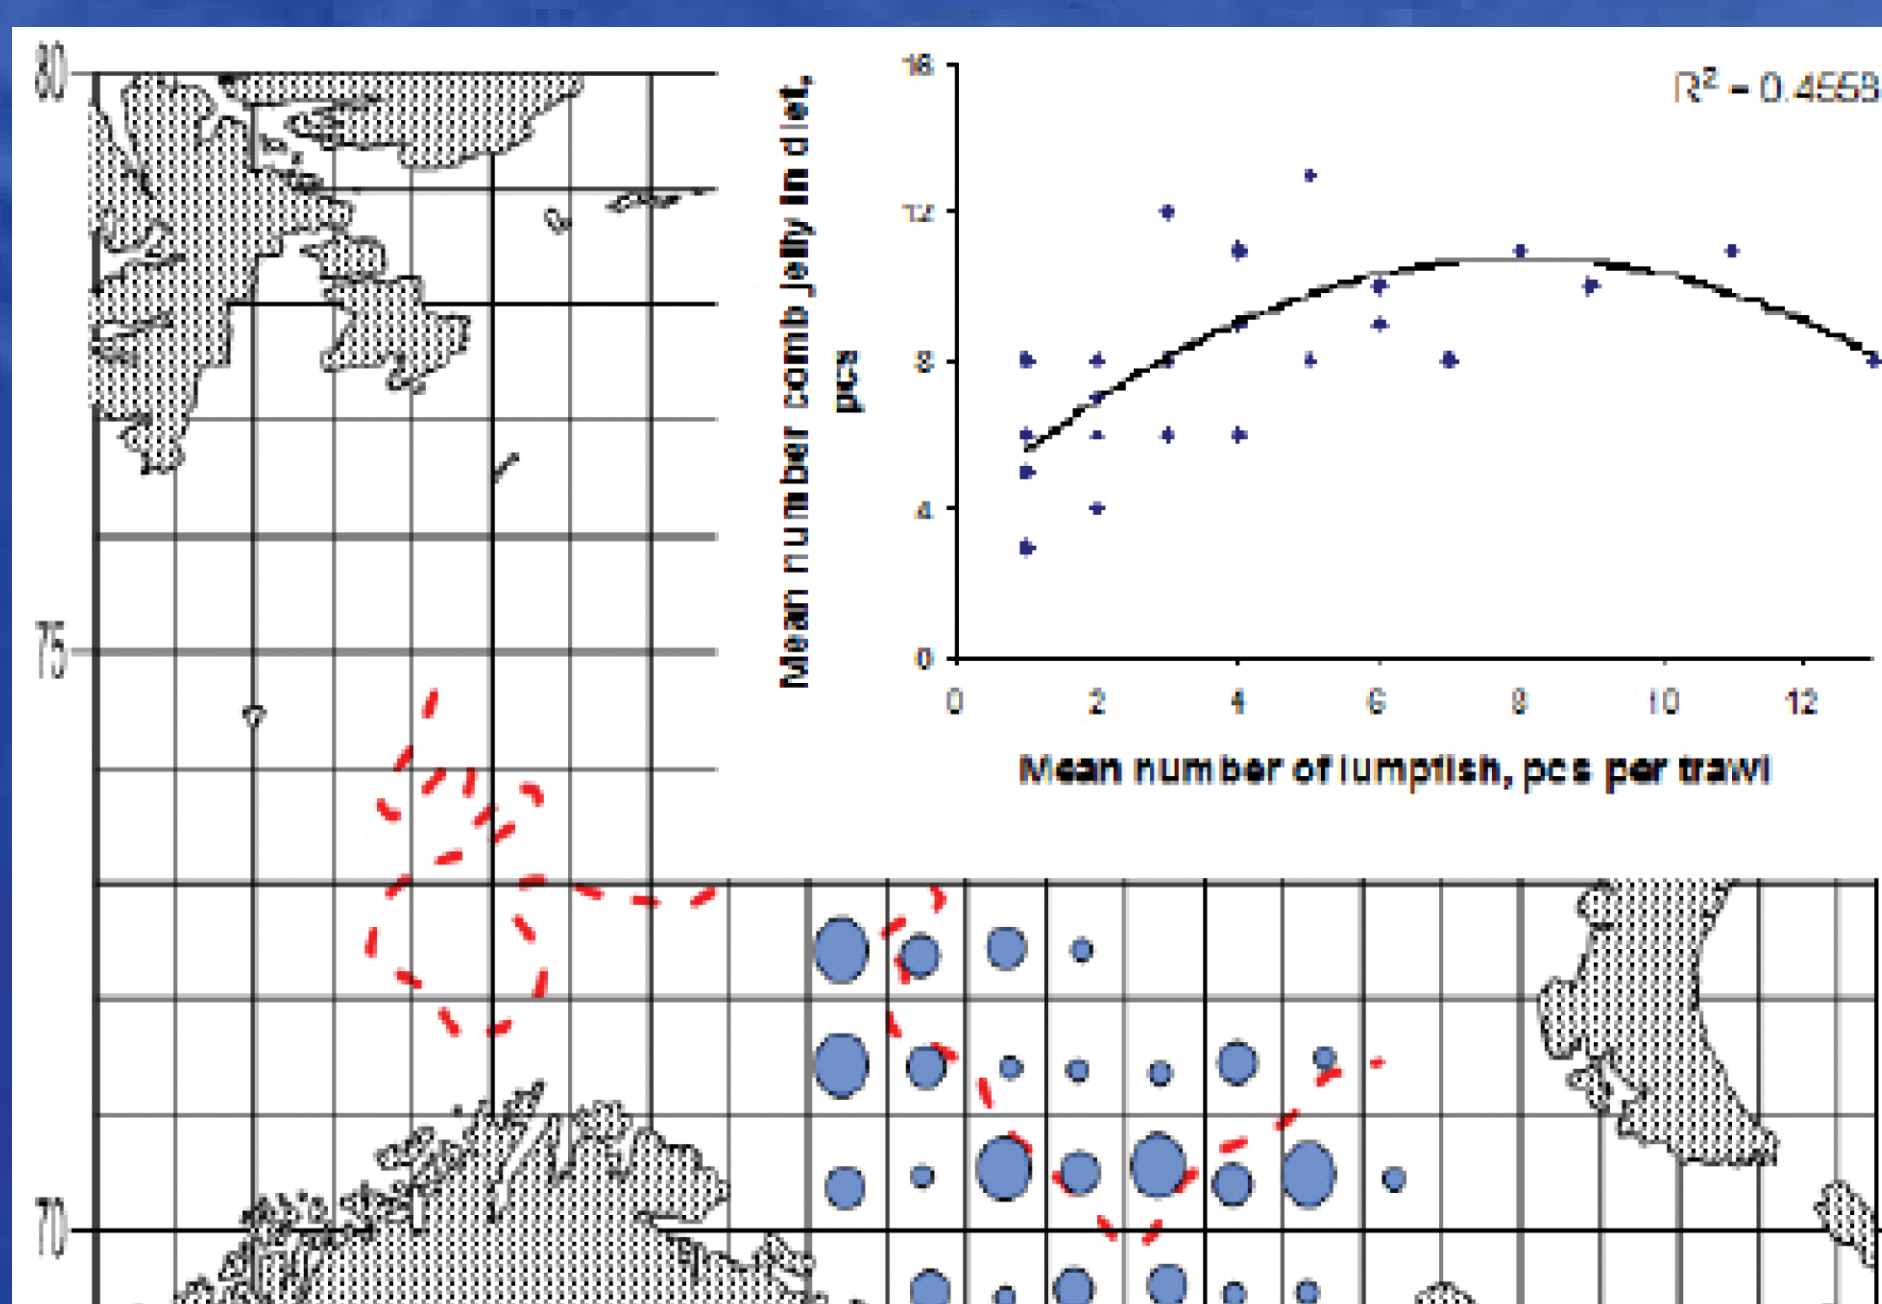 80
75
70
Mean number comb jelly in diet,
pcs
16
12
8
4
0
R² = 0.4558
0 2 4 6 8 10 12
Mean number of lumpfish, pcs per trawl